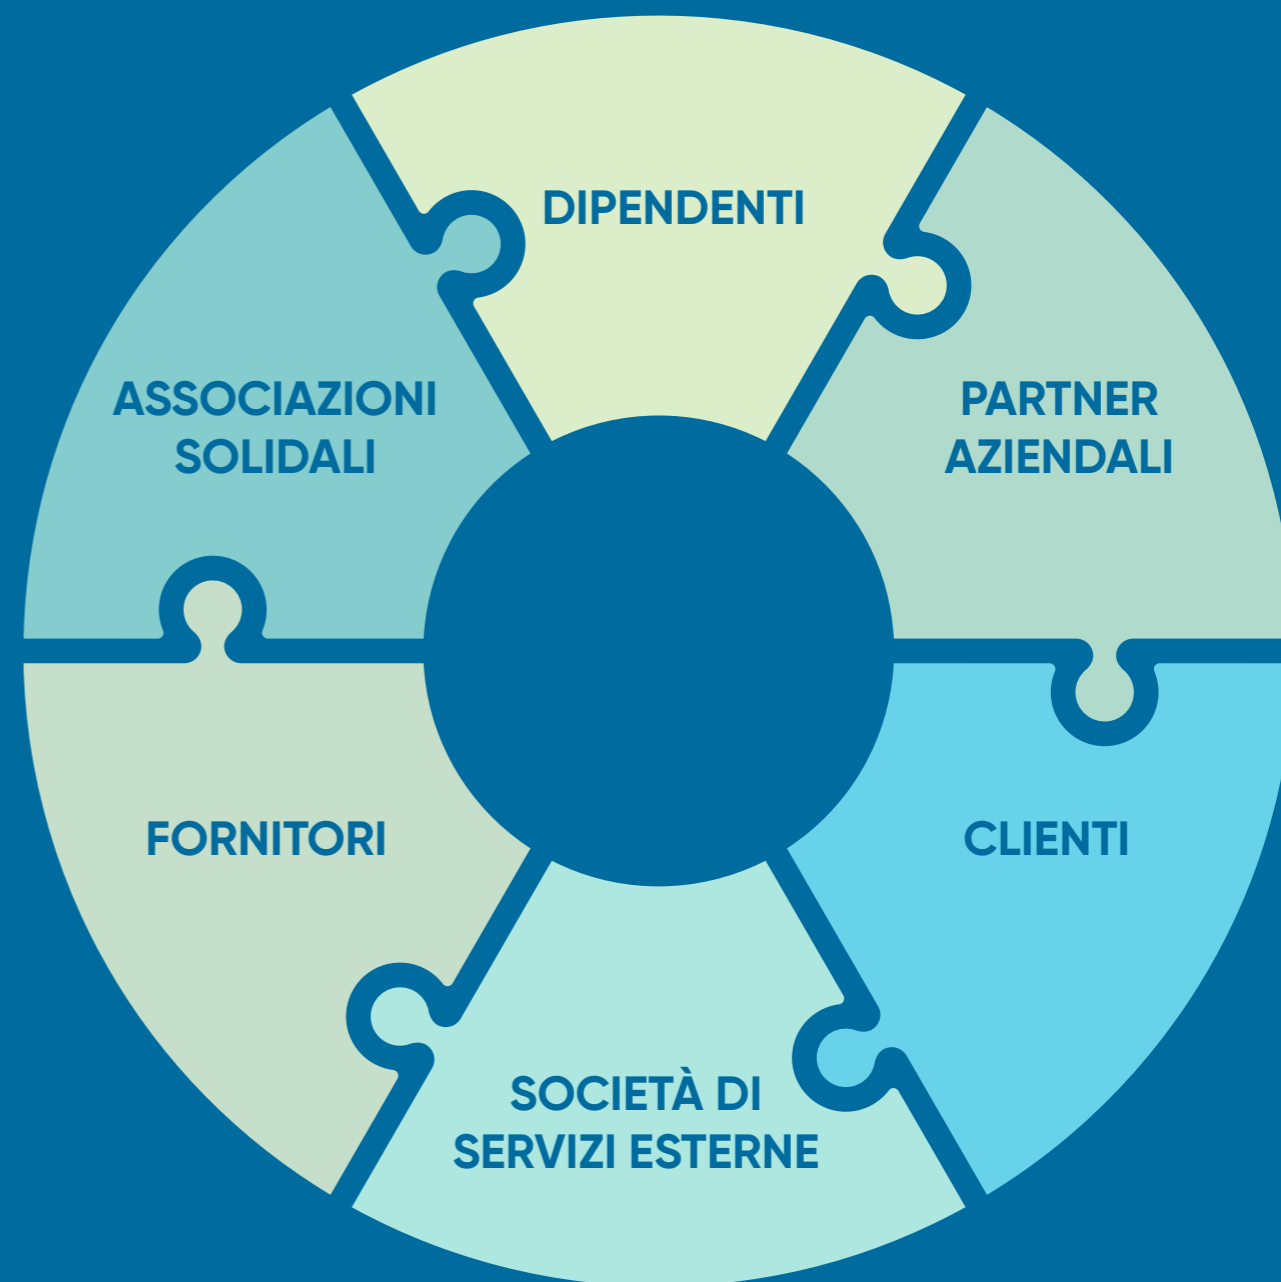 DIPENDENTI
PARTNER
AZIENDALI
CLIENTI
SOCIETÀ DI
SERVIZI ESTERNE
FORNITORI
ASSOCIAZIONI
SOLIDALI